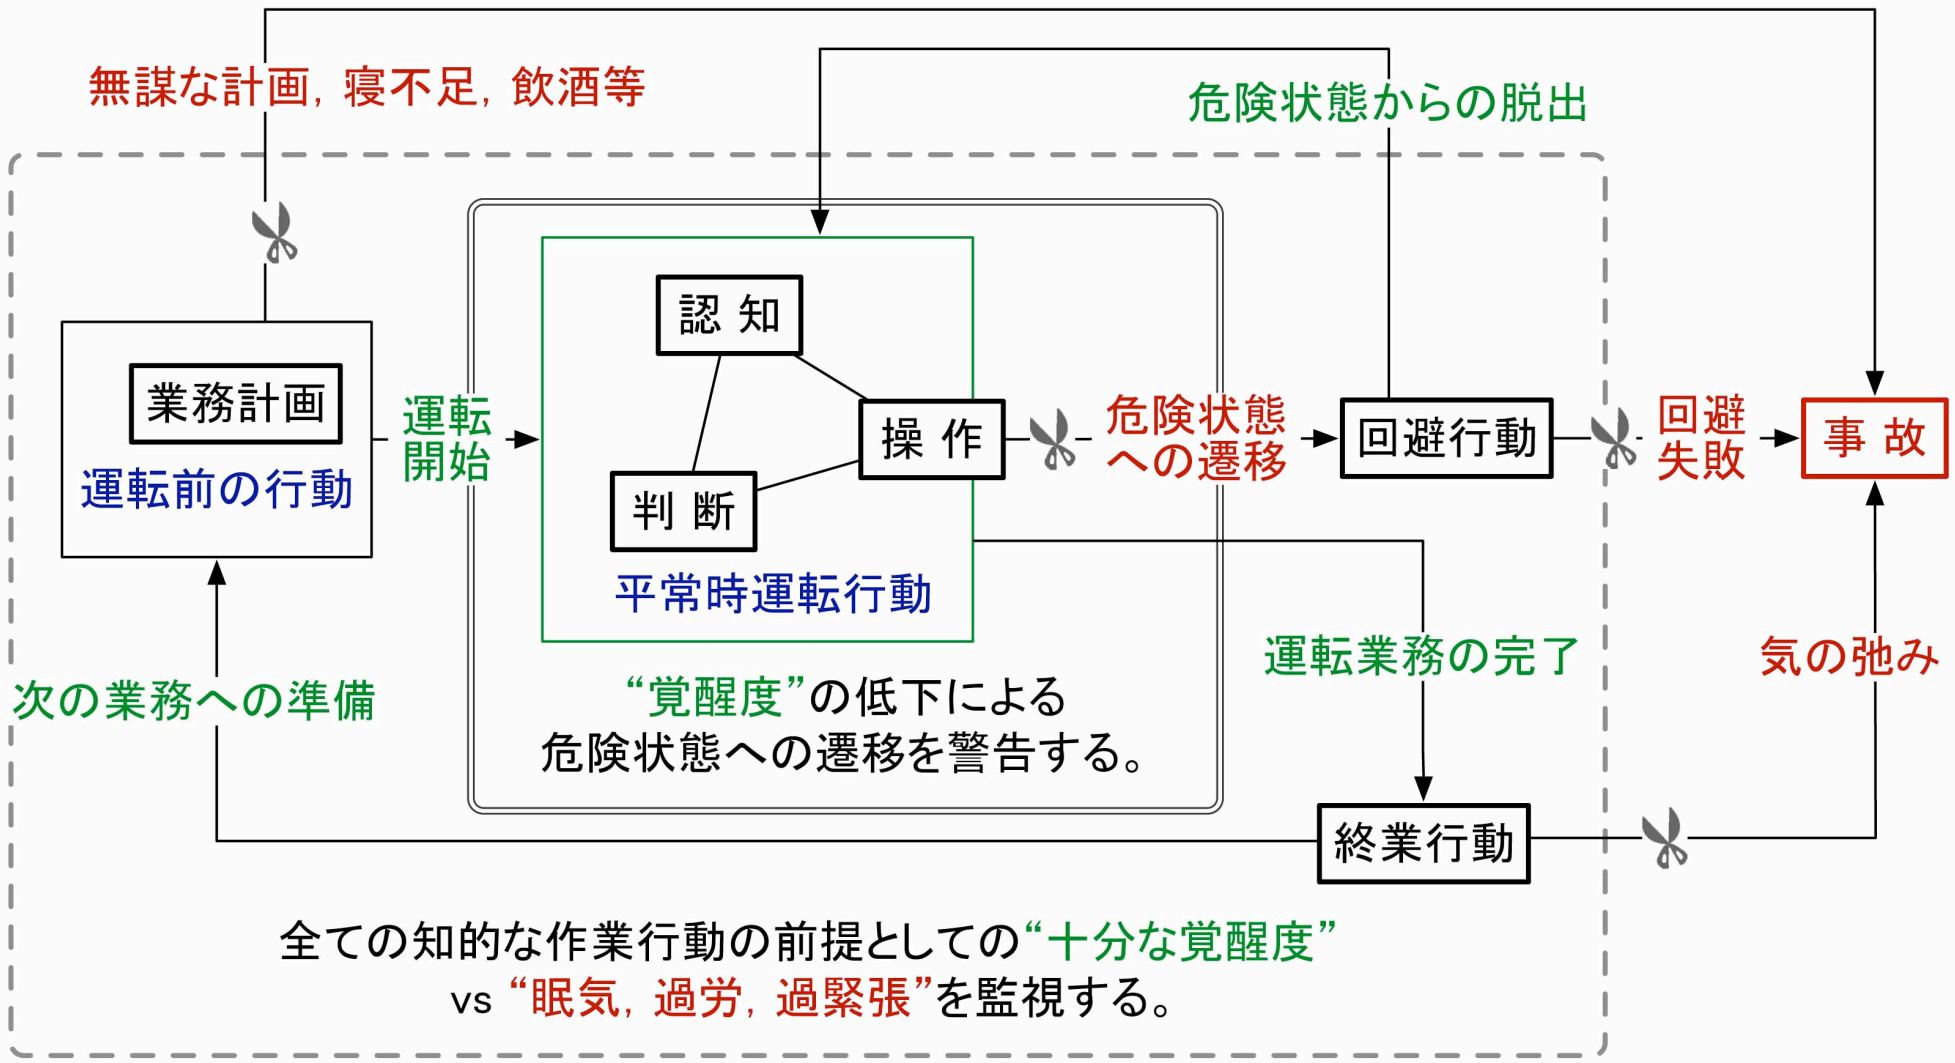 無謀な計画, 寝不足, 飲酒等
危険状態からの脱出
認 知
業務計画
運転前の行動
運転
開始
操 作
判 断
平常時運転行動
危険状態
への遷移
回避行動
回避
失敗
事 故
運転業務の完了
気の弛み
次の業務への準備
“覚醒度”の低下による
危険状態への遷移を警告する。
終業行動
全ての知的な作業行動の前提としての“十分な覚醒度”
vs “眠気, 過労, 過緊張”を監視する。